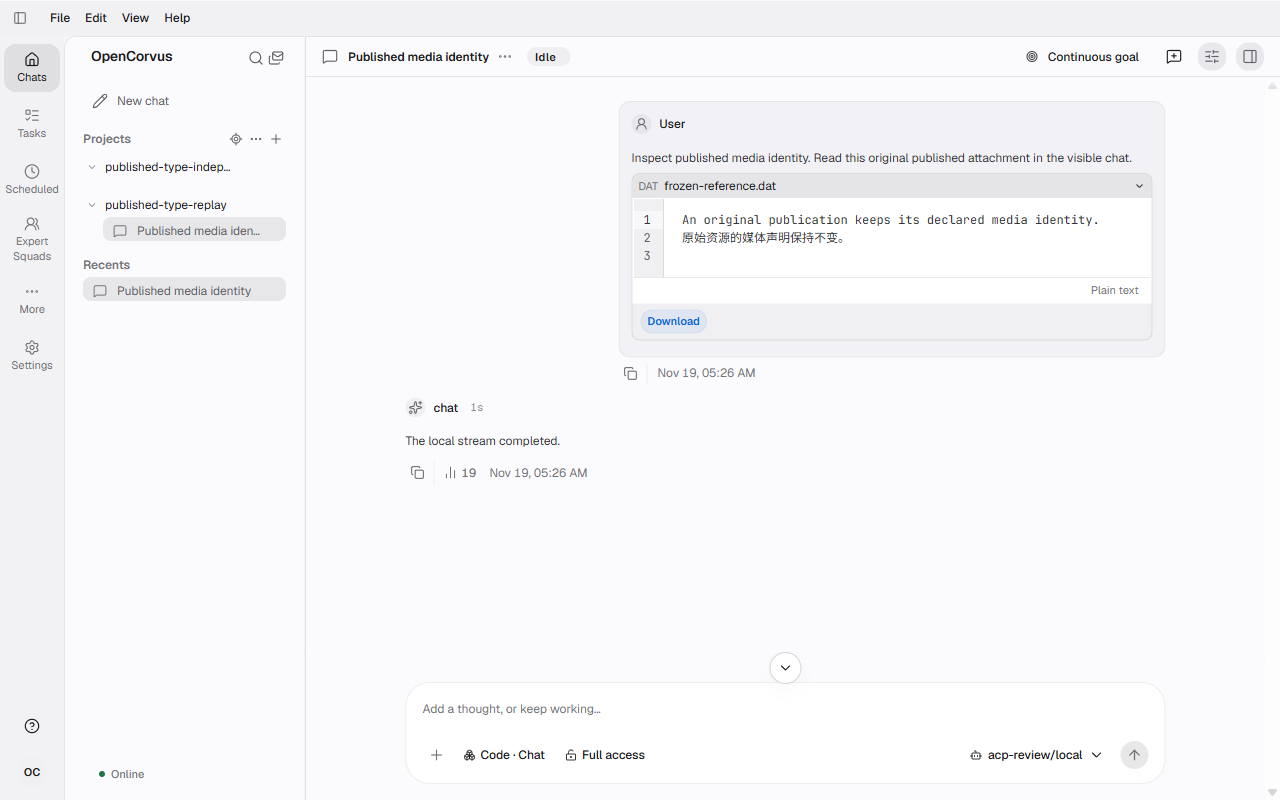 File Edit View Help
Chats
Tasks
Scheduled
Expert
Squads
More
Settings
OC
OpenCorvus
New chat
Projects
published-type-indep…
published-type-replay
Published media iden…
Recents
Published media identity
Online
Published media identity ··· Idle
Continuous goal
User
Inspect published media identity. Read this original published attachment in the visible chat.
DAT frozen-reference.dat
1 An original publication keeps its declared media identity.
2 原始资源的媒体声明保持不变。
3
Plain text
Download
Nov 19, 05:26 AM
chat 1s
The local stream completed.
19 Nov 19, 05:26 AM
Add a thought, or keep working…
Code · Chat Full access acp-review/local